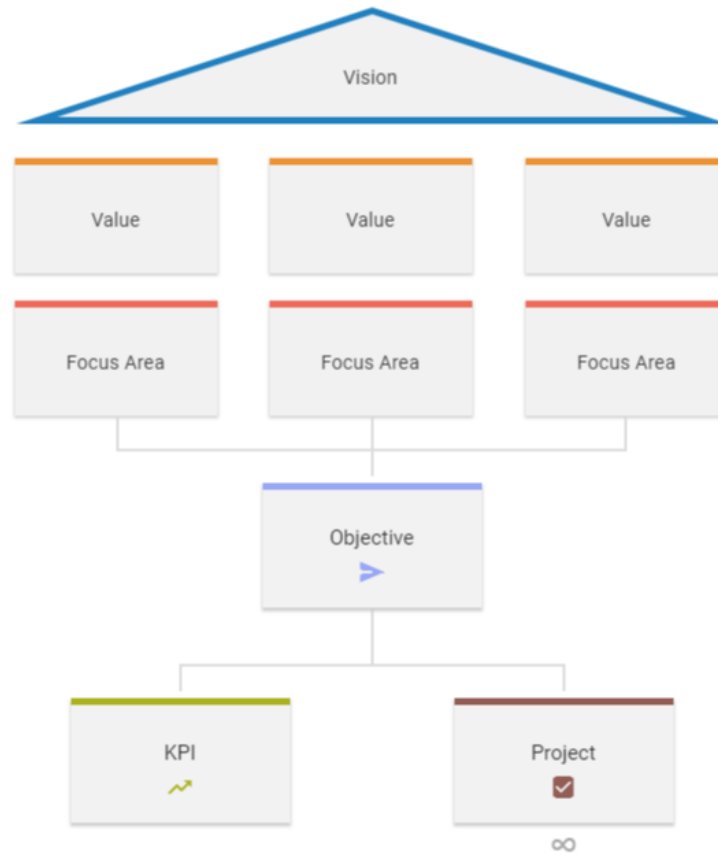 Vision
Value
Value
Value
Focus Area
Focus Area
Focus Area
Objective
KPI
Project